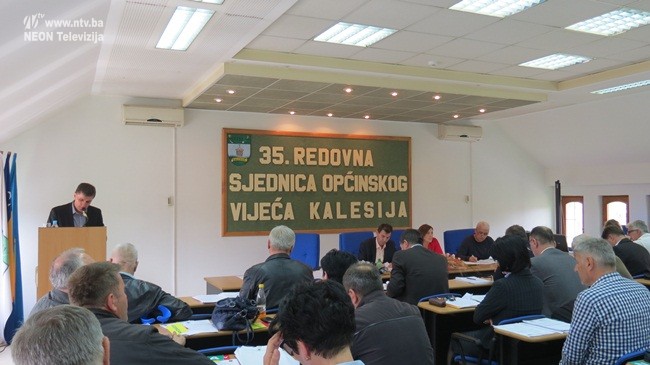 www.ntv.ba
NEON Televizija
35. REDOVNA
SJEDNICA OPĆINSKOG
VIJEĆA KALESIJA